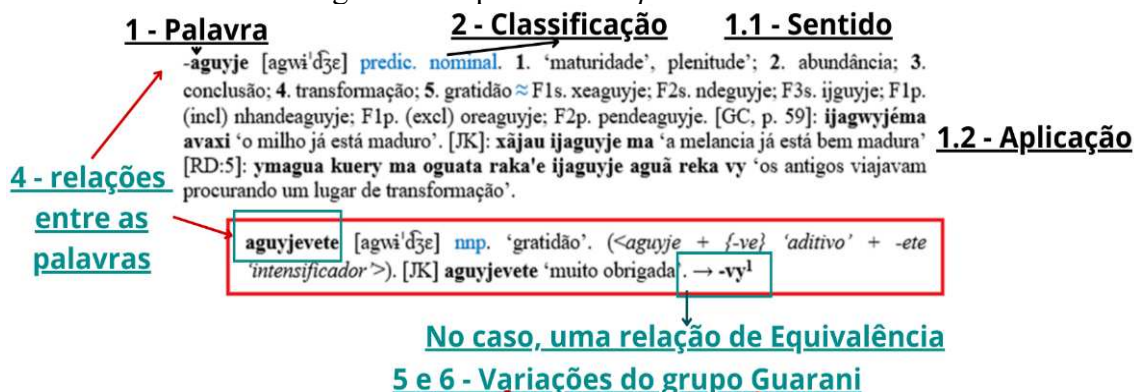 1 - Palavra
2 - Classificação
1.1 - Sentido
-aguyje [agwɨˈd͡ʒɛ] predic. nominal. 1. ‘maturidade’, plenitude’; 2. abundância; 3.
conclusão; 4. transformação; 5. gratidão ≈ F1s. xeaguyje; F2s. ndeguyje; F3s. ijguyje; F1p.
(incl) nhandeaguyje; F1p. (excl) oreaguyje; F2p. pendeaguyje. [GC, p. 59]: ijagwyjéma
avaxi ‘o milho já está maduro’. [JK]: xãjau ijaguyje ma ‘a melancia já está bem madura’
[RD:5]: ymagua kuery ma oguata raka'e ijaguyje aguã reka vy ‘os antigos viajavam
procurando um lugar de transformação’.
1.2 - Aplicação
4 - relações
entre as
palavras
aguyjevete [agwɨˈd͡ʒɛ] nnp. ‘gratidão’. (<aguyje + {-ve} ‘aditivo’ + -ete
‘intensificador’>). [JK] aguyjevete ‘muito obrigada’. → -vy¹
No caso, uma relação de Equivalência
5 e 6 - Variações do grupo Guarani